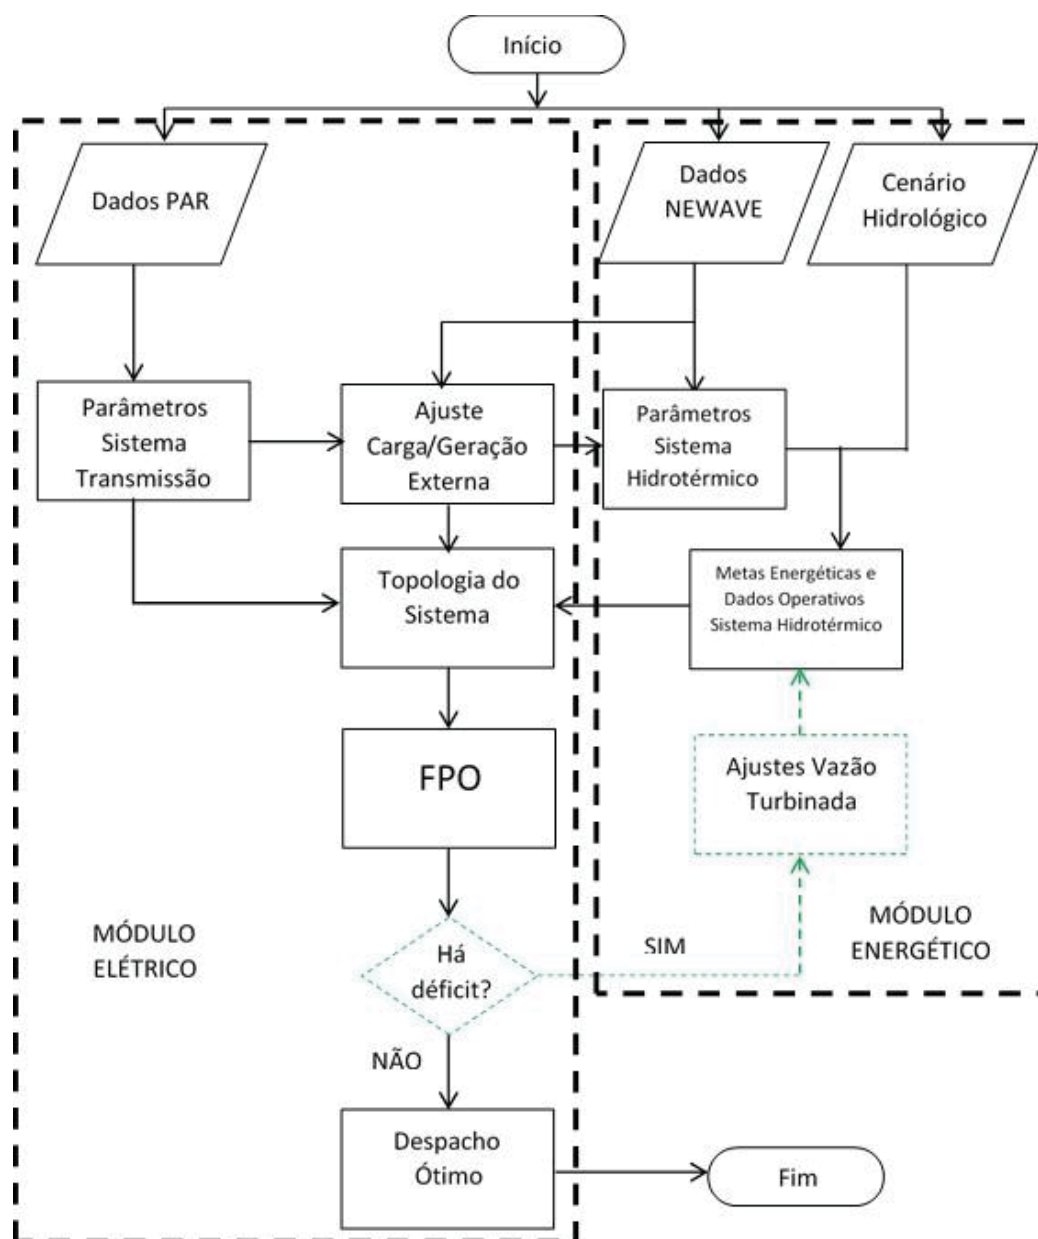 Início
Dados PAR
Dados
NEWAVE
Cenário
Hidrológico
Parâmetros
Sistema
Transmissão
Ajuste
Carga/Geração
Externa
Parâmetros
Sistema
Hidrotérmico
Topologia do
Sistema
Metas Energéticas e
Dados Operativos
Sistema Hidrotérmico
FPO
Ajustes Vazão
Turbinada
MÓDULO
ELÉTRICO
Há
déficit?
SIM
MÓDULO
ENERGÉTICO
NÃO
Despacho
Ótimo
Fim